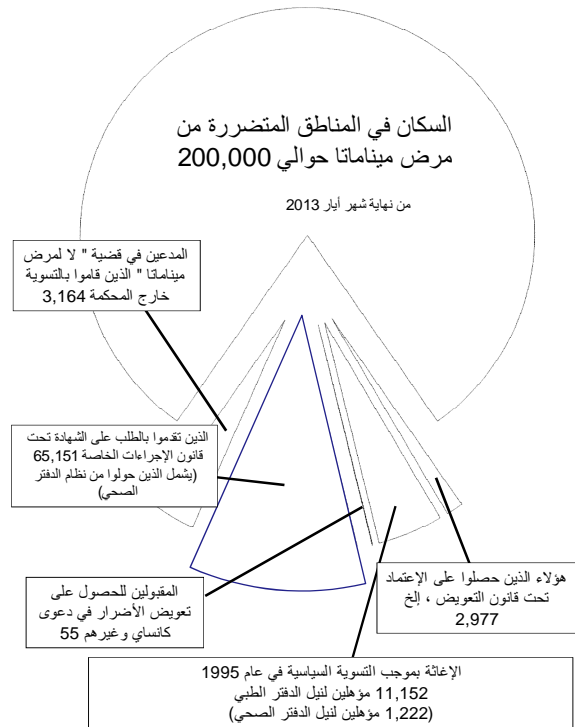 السكان في المناطق المتضررة من
مرض ميناماتا حوالي 200,000
من نهاية شهر أيار 2013
المدعين في قضية " لا لمرض
ميناماتا " الذين قاموا بالتسوية
خارج المحكمة 3,164
الذين تقدموا بالطلب على الشهادة تحت
قانون الإجراءات الخاصة 65,151
(يشمل الذين حولوا من نظام الدفتر
الصحي)
هؤلاء الذين حصلوا على الإعتماد
تحت قانون التعويض ، إلخ
2,977
المقبولين للحصول على
تعويض الأضرار في دعوى
كانساي وغيرهم 55
الإغاثة بموجب التسوية السياسية في عام 1995
11,152 مؤهلين لنيل الدفتر الطبي
(1,222 مؤهلين لنيل الدفتر الصحي)